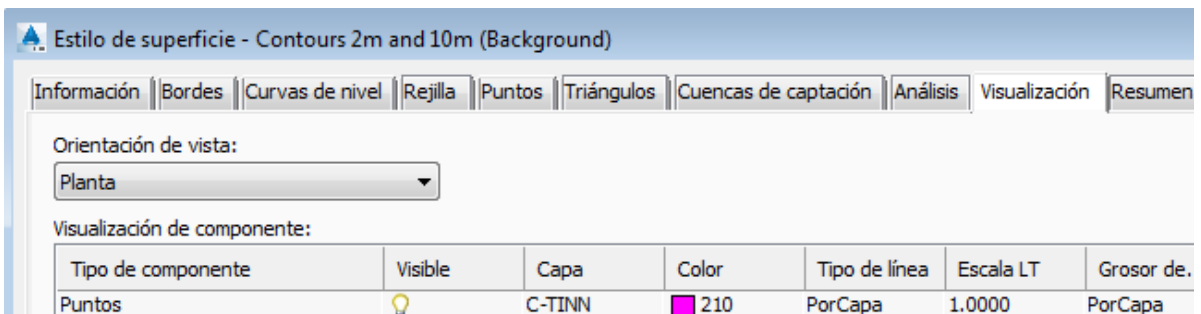 Estilo de superficie - Contours 2m and 10m (Background)
Información Bordes Curvas de nivel Rejilla Puntos Triángulos Cuencas de captación Análisis Visualización Resumen
Orientación de vista:
Planta
Visualización de componente:
Tipo de componente Visible Capa Color Tipo de línea Escala LT Grosor de.
Puntos C-TINN 210 PorCapa 1.0000 PorCapa